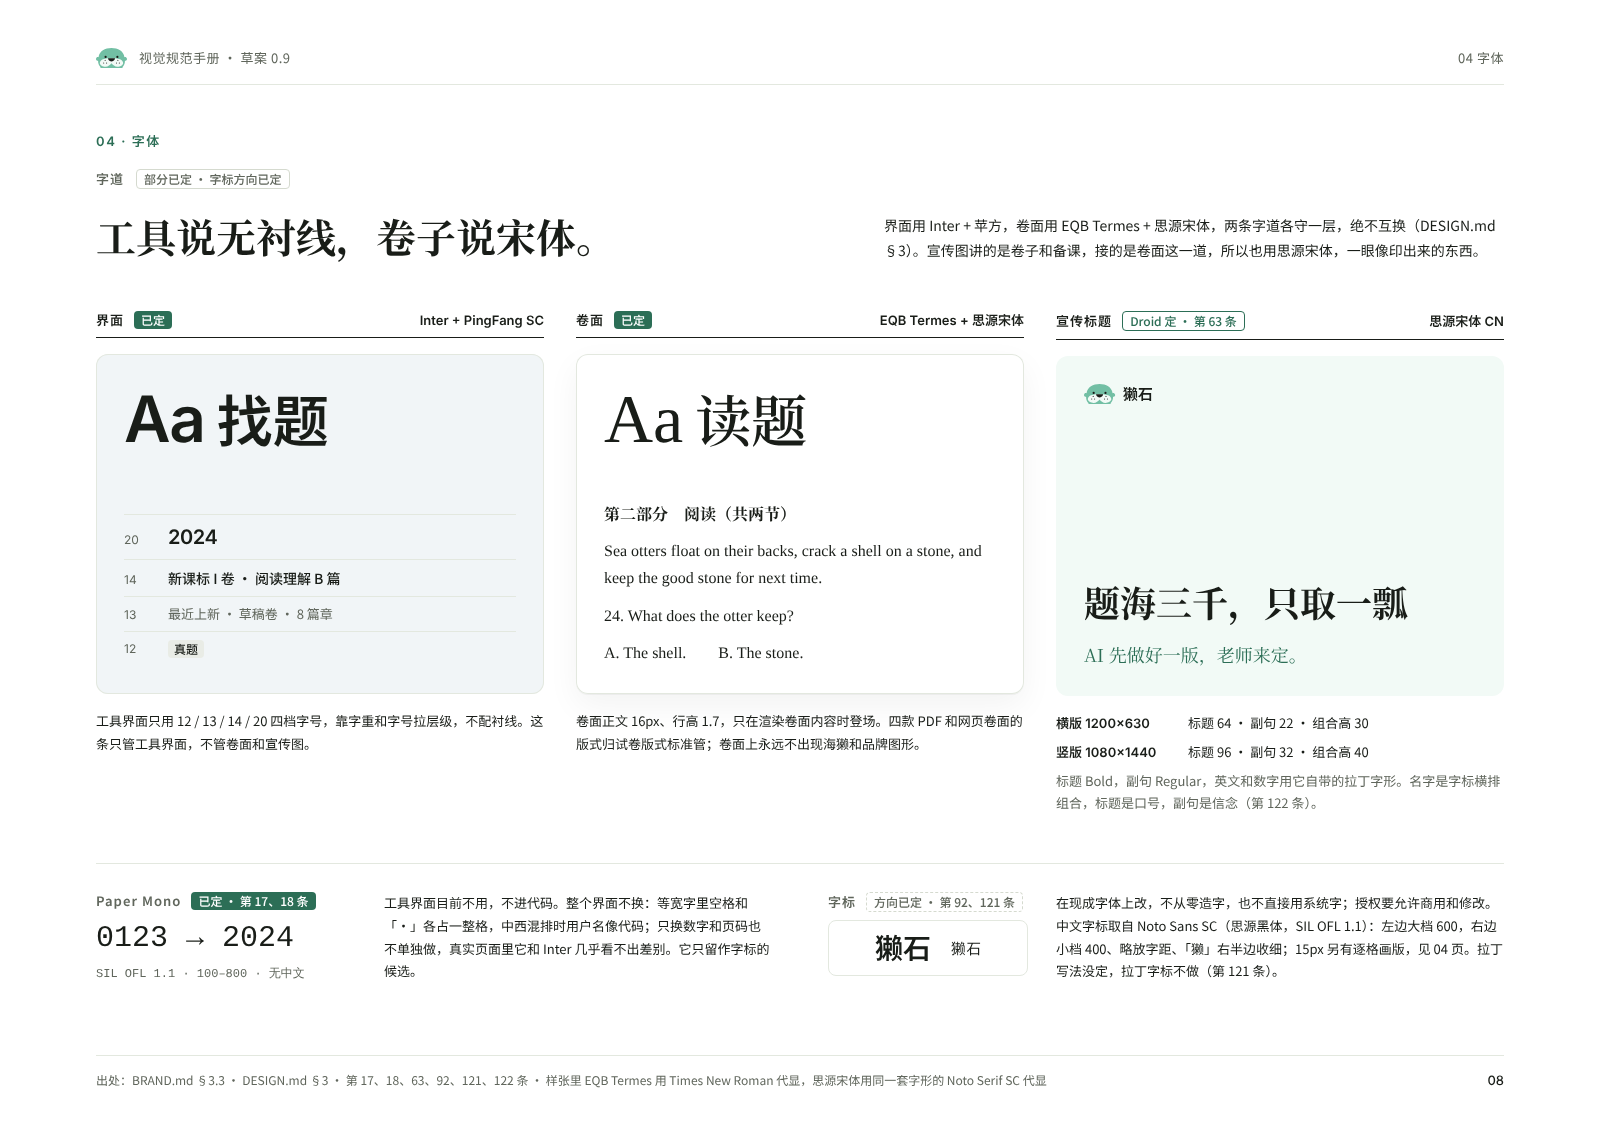 视觉规范手册 · 草案 0.9
04 字体
04 · 字体
字道 部分已定 · 字标方向已定
工具说无衬线，卷子说宋体。
界面用 Inter + 苹方，卷面用 EQB Termes + 思源宋体，两条字道各守一层，绝不互换（DESIGN.md
§3）。宣传图讲的是卷子和备课，接的是卷面这一道，所以也用思源宋体，一眼像印出来的东西。
界面 已定 Inter + PingFang SC
Aa 找题
20 2024
14 新课标 I 卷 · 阅读理解 B 篇
13 最近上新 · 草稿卷 · 8 篇章
12 真题
工具界面只用 12 / 13 / 14 / 20 四档字号，靠字重和字号拉层级，不配衬线。这
条只管工具界面，不管卷面和宣传图。
卷面 已定 EQB Termes + 思源宋体
Aa 读题
第二部分 阅读（共两节）
Sea otters float on their backs, crack a shell on a stone, and
keep the good stone for next time.
24. What does the otter keep?
A. The shell. B. The stone.
卷面正文 16px、行高 1.7，只在渲染卷面内容时登场。四款 PDF 和网页卷面的
版式归试卷版式标准管；卷面上永远不出现海獭和品牌图形。
宣传标题 Droid 定 · 第 63 条 思源宋体 CN
獭石
题海三千，只取一瓢
AI 先做好一版，老师来定。
横版 1200×630 标题 64 · 副句 22 · 组合高 30
竖版 1080×1440 标题 96 · 副句 32 · 组合高 40
标题 Bold，副句 Regular，英文和数字用它自带的拉丁字形。名字是字标横排
组合，标题是口号，副句是信念（第 122 条）。
Paper Mono 已定 · 第 17、18 条
0123 → 2024
SIL OFL 1.1 · 100–800 · 无中文
工具界面目前不用，不进代码。整个界面不换：等宽字里空格和
「·」各占一整格，中西混排时用户名像代码；只换数字和页码也
不单独做，真实页面里它和 Inter 几乎看不出差别。它只留作字标的
候选。
字标 方向已定 · 第 92、121 条
獭石 獭石
在现成字体上改，不从零造字，也不直接用系统字；授权要允许商用和修改。
中文字标取自 Noto Sans SC（思源黑体，SIL OFL 1.1）：左边大档 600，右边
小档 400、略放字距、「獭」右半边收细；15px 另有逐格画版，见 04 页。拉丁
写法没定，拉丁字标不做（第 121 条）。
出处：BRAND.md §3.3 · DESIGN.md §3 · 第 17、18、63、92、121、122 条 · 样张里 EQB Termes 用 Times New Roman 代显，思源宋体用同一套字形的 Noto Serif SC 代显
08